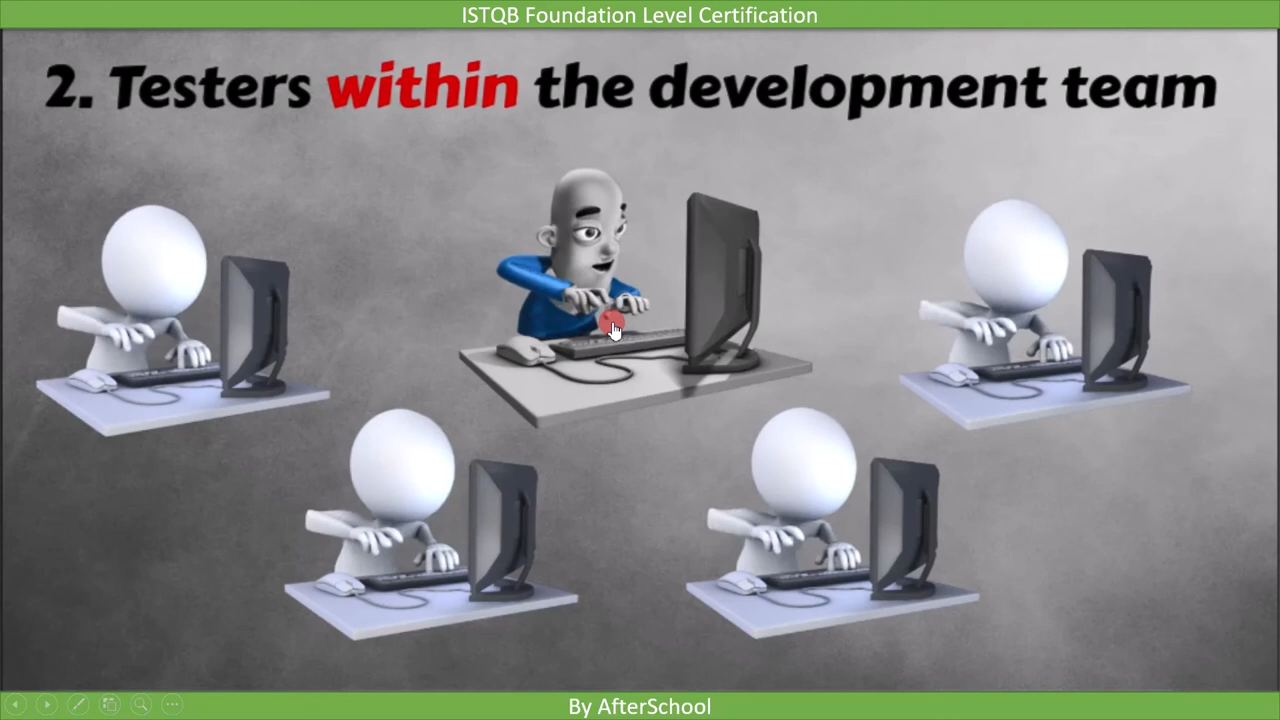 ISTQB Foundation Level Certification
2. Testers within the development team
By AfterSchool